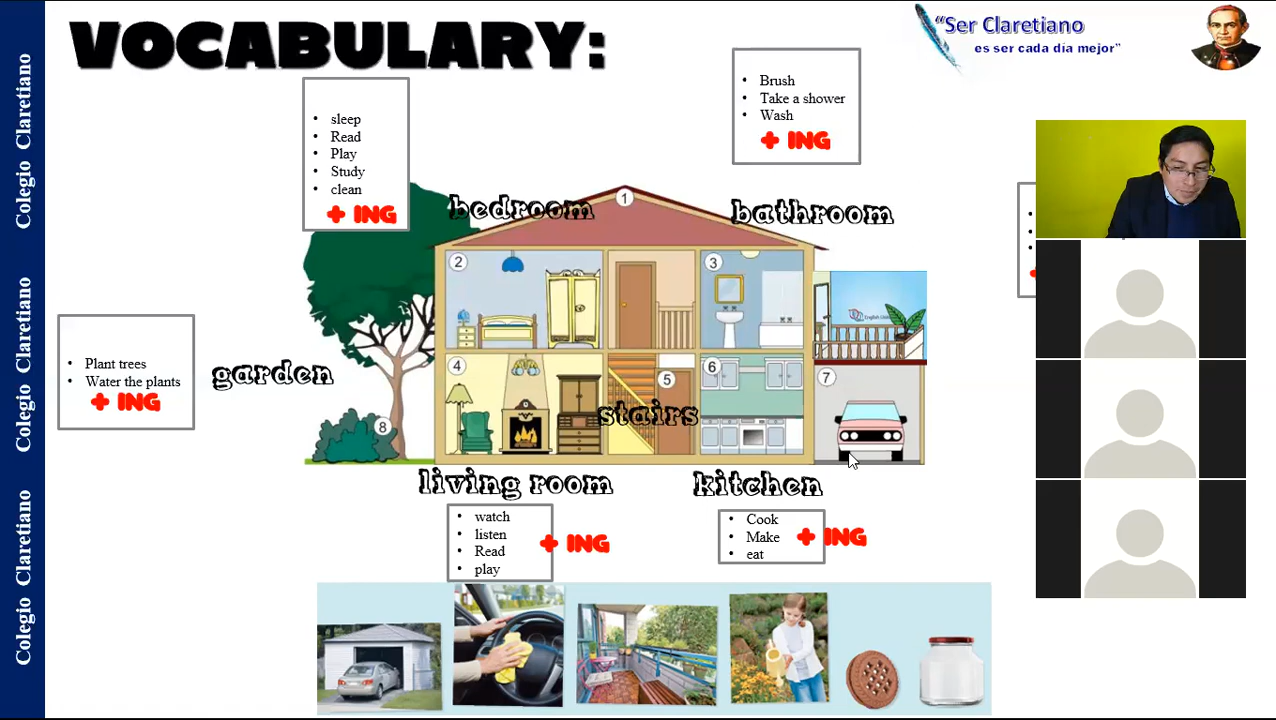 VOCABULARY:
"Ser Claretiano
es ser cada día mejor"
Colegio Claretiano
Colegio Claretiano
Colegio Claretiano
• Brush
• Take a shower
• Wash
+ ING
• sleep
• Read
• Play
• Study
• clean
+ ING
bedroom
bathroom
1
2
3
• Plant trees
• Water the plants
+ ING
garden
4
5
6
7
8
stairs
living room
kitchen
• watch
• listen
• Read
• play
+ ING
• Cook
• Make
• eat
+ ING